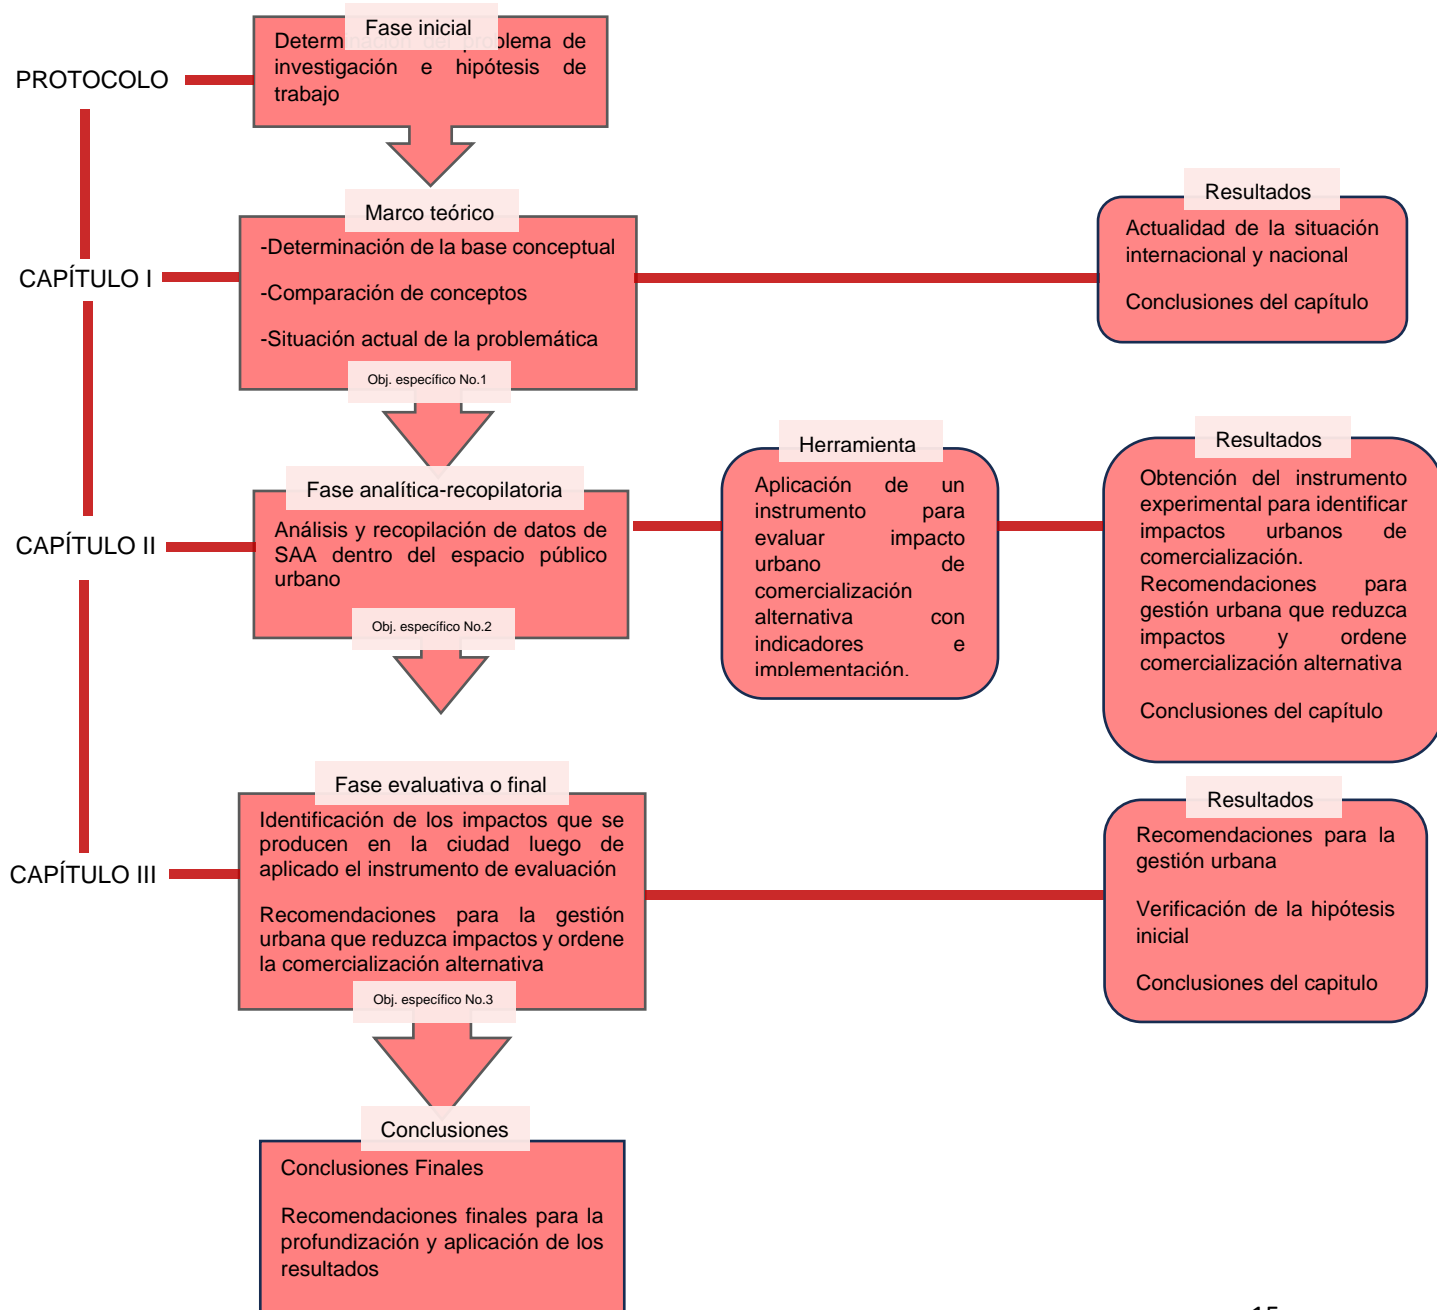 Fase inicial
Determinación del problema de
investigación e hipótesis de
trabajo
PROTOCOLO
Marco teórico
-Determinación de la base conceptual
-Comparación de conceptos
-Situación actual de la problemática
Obj. específico No.1
CAPÍTULO I
Resultados
Actualidad de la situación
internacional y nacional
Conclusiones del capítulo
Fase analítica-recopilatoria
Análisis y recopilación de datos de
SAA dentro del espacio público
urbano
Obj. específico No.2
CAPÍTULO II
Herramienta
Aplicación de un
instrumento para
evaluar impacto
urbano de
comercialización
alternativa con
indicadores e
implementación.
Resultados
Obtención del instrumento
experimental para identificar
impactos urbanos de
comercialización.
Recomendaciones para
gestión urbana que reduzca
impactos y ordene
comercialización alternativa
Conclusiones del capítulo
Fase evaluativa o final
Identificación de los impactos que se
producen en la ciudad luego de
aplicado el instrumento de evaluación
Recomendaciones para la gestión
urbana que reduzca impactos y ordene
la comercialización alternativa
Obj. específico No.3
CAPÍTULO III
Resultados
Recomendaciones para la
gestión urbana
Verificación de la hipótesis
inicial
Conclusiones del capitulo
Conclusiones
Conclusiones Finales
Recomendaciones finales para la
profundización y aplicación de los
resultados